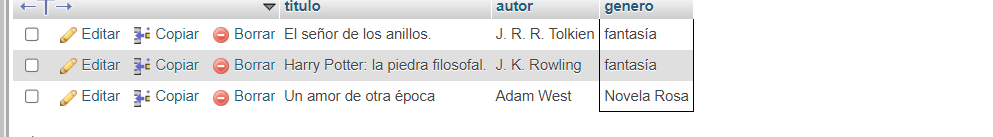 titulo autor genero
Editar Copiar Borrar El señor de los anillos. J. R. R. Tolkien fantasía
Editar Copiar Borrar Harry Potter: la piedra filosofal. J. K. Rowling fantasía
Editar Copiar Borrar Un amor de otra época Adam West Novela Rosa